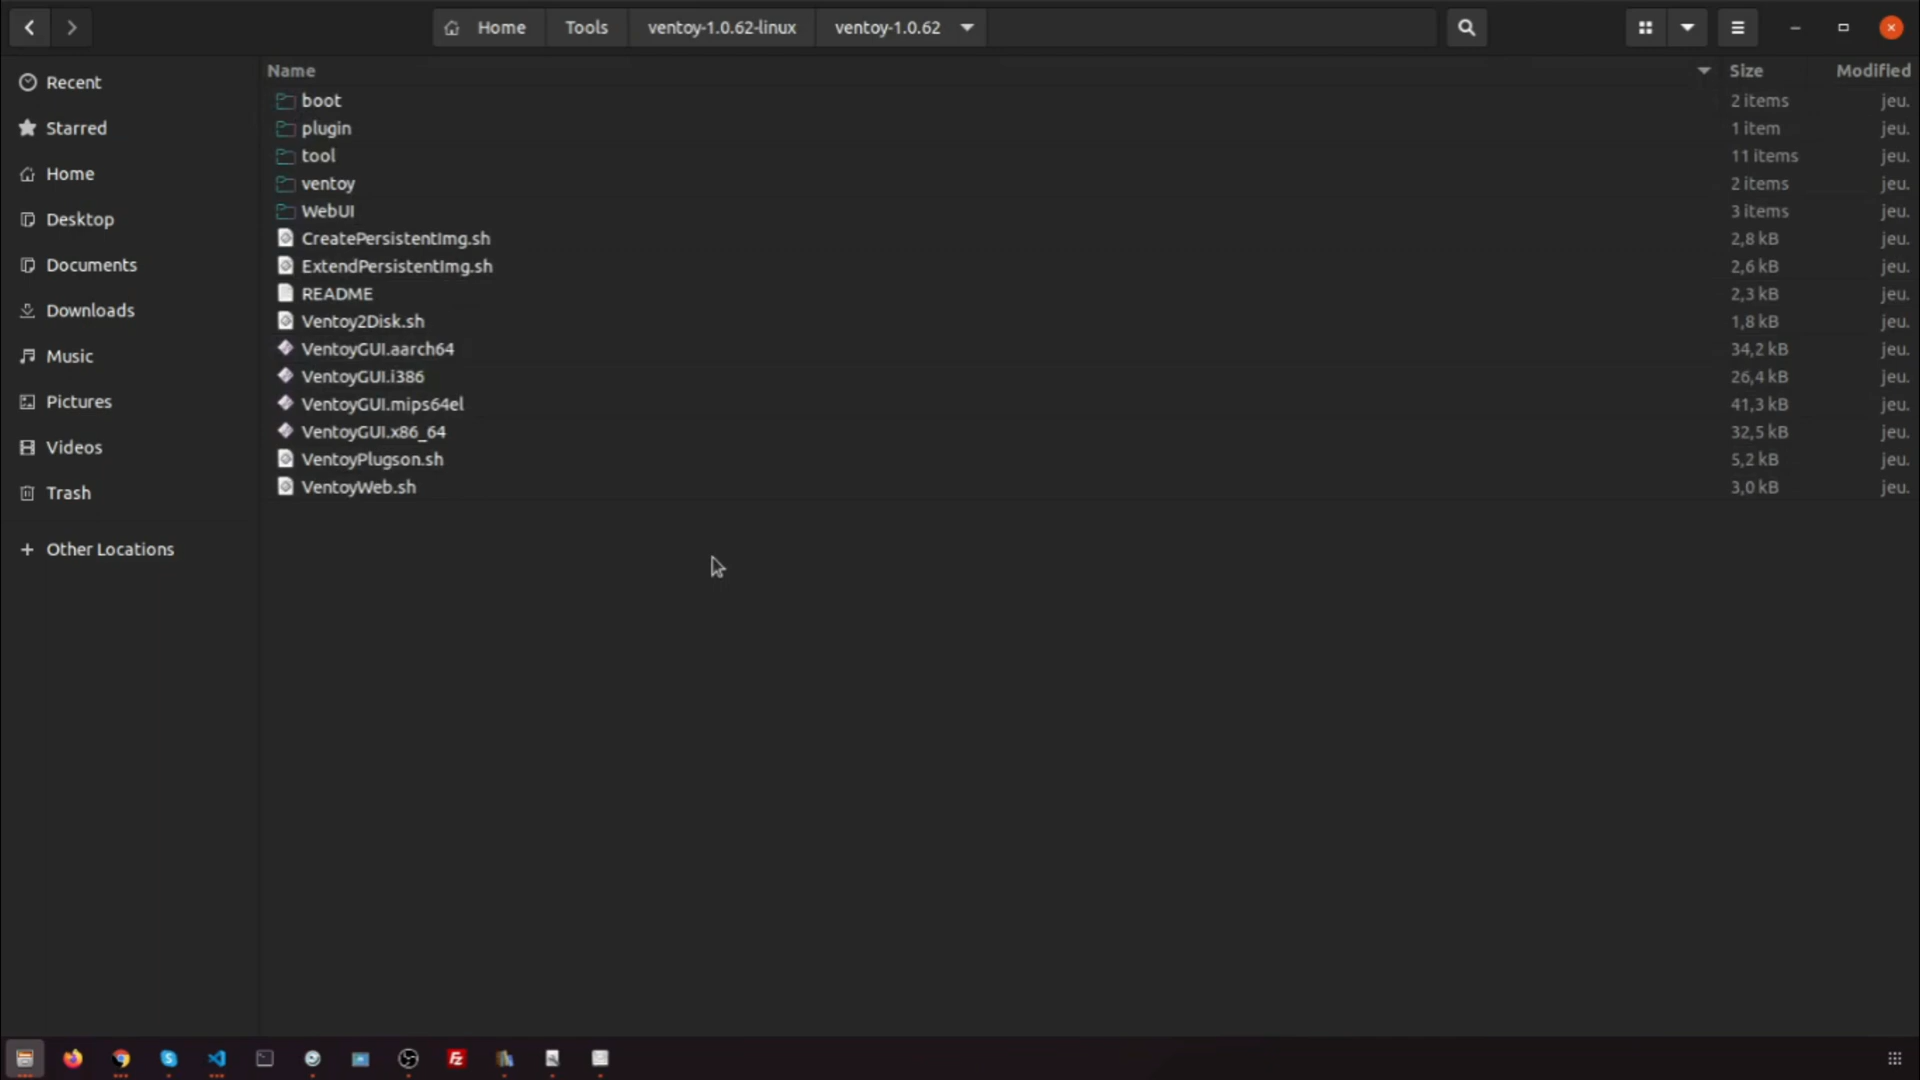 Home Tools ventoy-1.0.62-linux ventoy-1.0.62
Name Size Modified
Recent
Starred
Home
Desktop
Documents
Downloads
Music
Pictures
Videos
Trash
Other Locations
boot 2 items jeu.
plugin 1 item jeu.
tool 11 items jeu.
ventoy 2 items jeu.
WebUI 3 items jeu.
CreatePersistentImg.sh 2,8 kB jeu.
ExtendPersistentImg.sh 2,6 kB jeu.
README 2,3 kB jeu.
Ventoy2Disk.sh 1,8 kB jeu.
VentoyGUI.aarch64 34,2 kB jeu.
VentoyGUI.i386 26,4 kB jeu.
VentoyGUI.mips64el 41,3 kB jeu.
VentoyGUI.x86_64 32,5 kB jeu.
VentoyPlugson.sh 5,2 kB jeu.
VentoyWeb.sh 3,0 kB jeu.